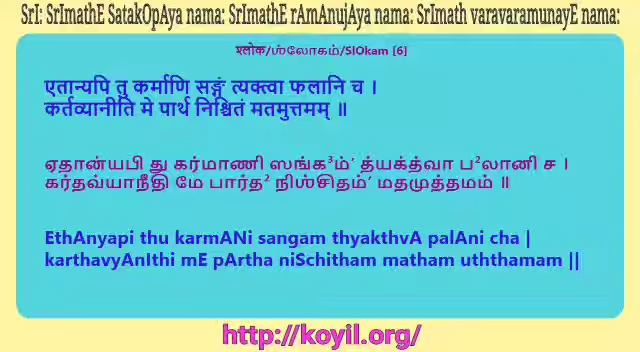 SrI: SrImathE SatakOpAya nama: SrImathE rAmAnujAya nama: SrImath varavaramunayE nama:
श्लोक/ஶ்லோகம்/SlOkam [6]
एतान्यपि तु कर्माणि सङ्गं त्यक्त्वा फलानि च ।
कर्तव्यानीति मे पार्थ निश्चितं मतमुत्तमम् ॥
ஏதாந்யபி து கர்மாணி ஸங்க³ம்ʼ த்யக்த்வா ப²லாநி ச ।
கர்தவ்யாநீதி மே பார்த² நிஶ்சிதம்ʼ மதமுத்தமம் ॥
EthAnyapi thu karmANi sangam thyakthvA palAni cha |
karthavyAnIthi mE pArtha niSchitham matham uththamam ||
http://koyil.org/